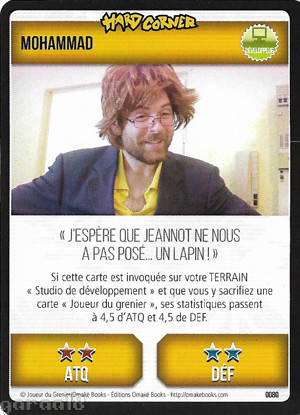 HARD CORNER
MOHAMMAD
DÉVELOPPEUR
« J'ESPÈRE QUE JEANNOT NE NOUS
A PAS POSÉ... UN LAPIN ! »
Si cette carte est invoquée sur votre TERRAIN
« Studio de développement » et que vous y sacrifiez une
carte « Joueur du grenier », ses statistiques passent
à 4,5 d'ATQ et 4,5 de DEF.
ATQ
DÉF
© Joueur du Grenier/Omaké Books - Éditions Omaké Books - http://omakebooks.com
0080